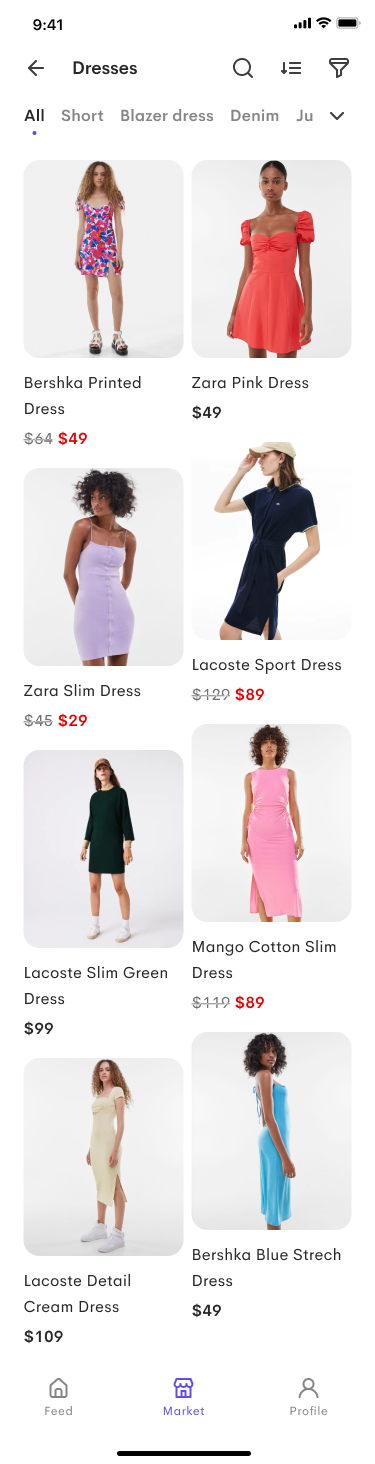 9:41
Dresses
All Short Blazer dress Denim Ju
Bershka Printed
Dress
$64 $49
Zara Pink Dress
$49
Zara Slim Dress
$45 $29
Lacoste Sport Dress
$129 $89
Lacoste Slim Green
Dress
$99
Mango Cotton Slim
Dress
$119 $89
Lacoste Detail
Cream Dress
$109
Bershka Blue Strech
Dress
$49
Feed
Market
Profile